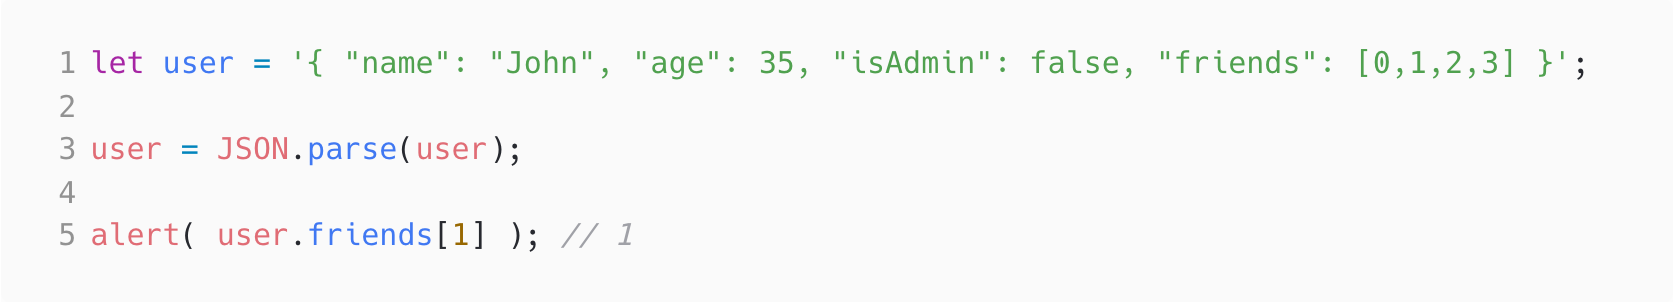 1 let user = '{ "name": "John", "age": 35, "isAdmin": false, "friends": [0,1,2,3] }';
2
3 user = JSON.parse(user);
4
5 alert( user.friends[1] ); // 1